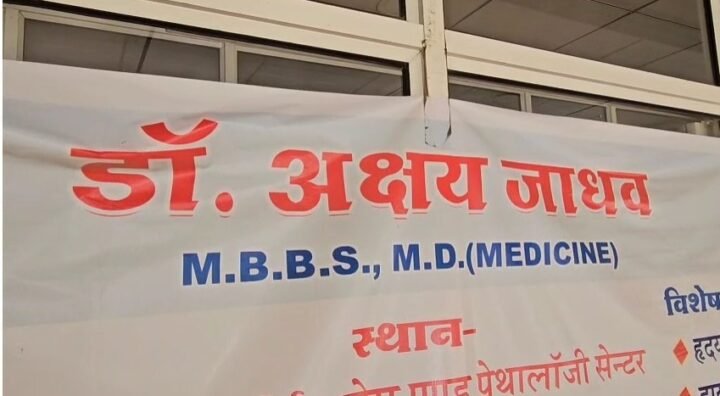 डॉ. अक्षय जाधव
M.B.B.S., M.D.(MEDICINE)
स्थान-
पेथालॉजी सेन्टर